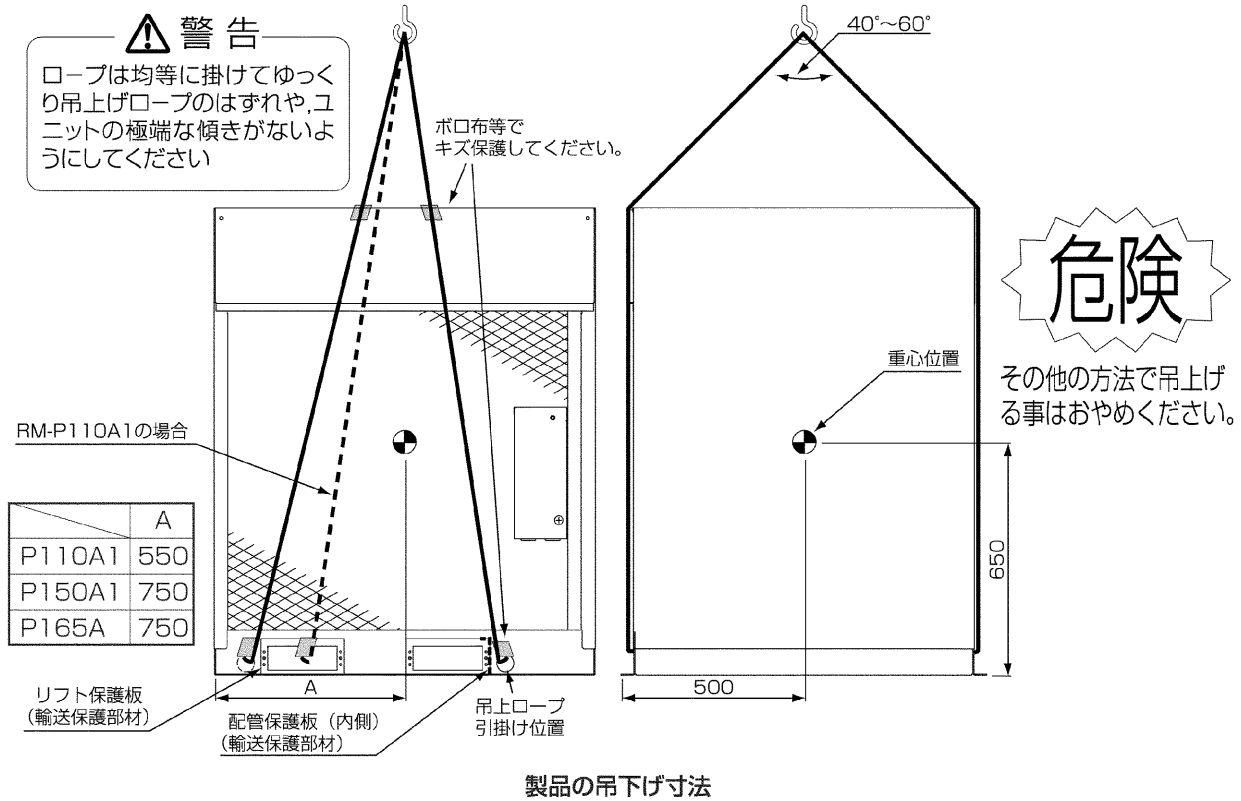 警告
ロープは均等に掛けてゆっく
り吊上げロープのはずれや,ユ
ニットの極端な傾きがないよ
うにしてください
40°~60°
ボロ布等で
キズ保護してください。
危険
その他の方法で吊上げ
る事はおやめください。
重心位置
RM-P110A1の場合
A
P110A1 550
P150A1 750
P165A 750
650
A
500
リフト保護板
(輸送保護部材)
配管保護板(内側)
(輸送保護部材)
吊上ロープ
引掛け位置
製品の吊下げ寸法